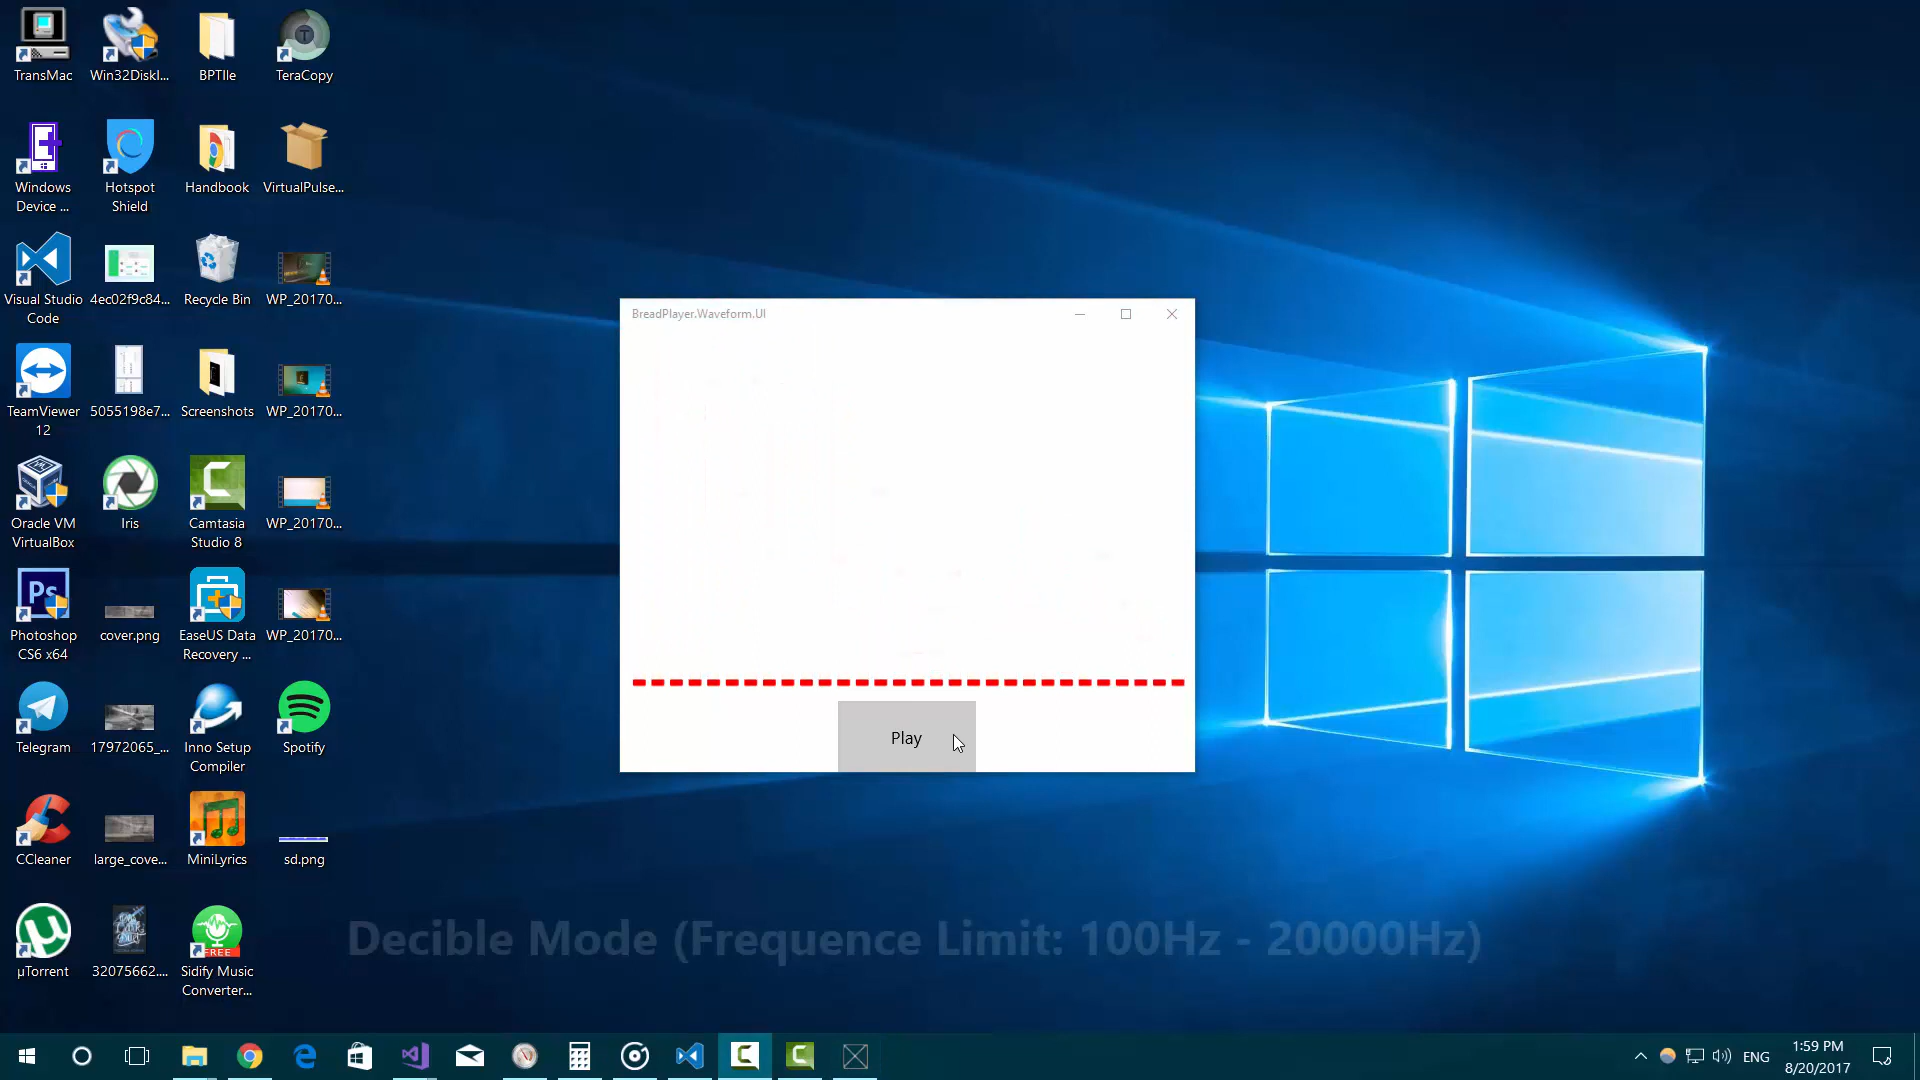 TransMac
Win32DiskI...
BPTIle
TeraCopy
Windows
Device ...
Hotspot
Shield
Handbook
VirtualPulse...
Visual Studio
Code
4ec02f9c84...
Recycle Bin
WP_20170...
TeamViewer
12
5055198e7...
Screenshots
WP_20170...
Oracle VM
VirtualBox
Iris
Camtasia
Studio 8
WP_20170...
Ps
Photoshop
CS6 x64
cover.png
EaseUS Data
Recovery ...
WP_20170...
Telegram
17972065_...
Inno Setup
Compiler
Spotify
CCleaner
large_cove...
MiniLyrics
sd.png
µTorrent
32075662....
FREE
Sidify Music
Converter...
BreadPlayer.Waveform.UI
Play
Decible Mode (Frequence Limit: 100Hz - 20000Hz)
ENG
1:59 PM
8/20/2017